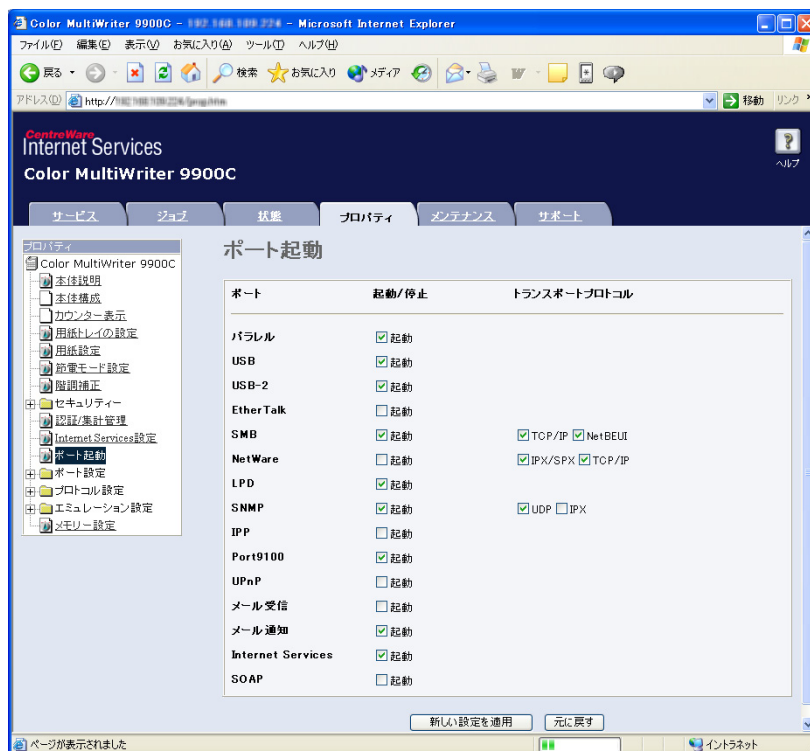 Color MultiWriter 9900C - 192.168.109.224 - Microsoft Internet Explorer
ファイル(F) 編集(E) 表示(V) お気に入り(A) ツール(T) ヘルプ(H)
戻る 検索 お気に入り メディア
アドレス(D) http:// 移動 リンク
CentreWare
Internet Services
Color MultiWriter 9900C
ヘルプ
サービス ジョブ 状態 プロパティ メンテナンス サポート
プロパティ
Color MultiWriter 9900C
本体説明
本体構成
カウンター表示
用紙トレイの設定
用紙設定
節電モード設定
階調補正
セキュリティー
認証/集計管理
Internet Services設定
ポート起動
ポート設定
プロトコル設定
エミュレーション設定
メモリー設定
ポート起動
ポート 起動/停止 トランスポートプロトコル
パラレル 起動
USB 起動
USB-2 起動
EtherTalk 起動
SMB 起動 TCP/IP NetBEUI
NetWare 起動 IPX/SPX TCP/IP
LPD 起動
SNMP 起動 UDP IPX
IPP 起動
Port9100 起動
UPnP 起動
メール受信 起動
メール通知 起動
Internet Services 起動
SOAP 起動
新しい設定を適用 元に戻す
ページが表示されました イントラネット